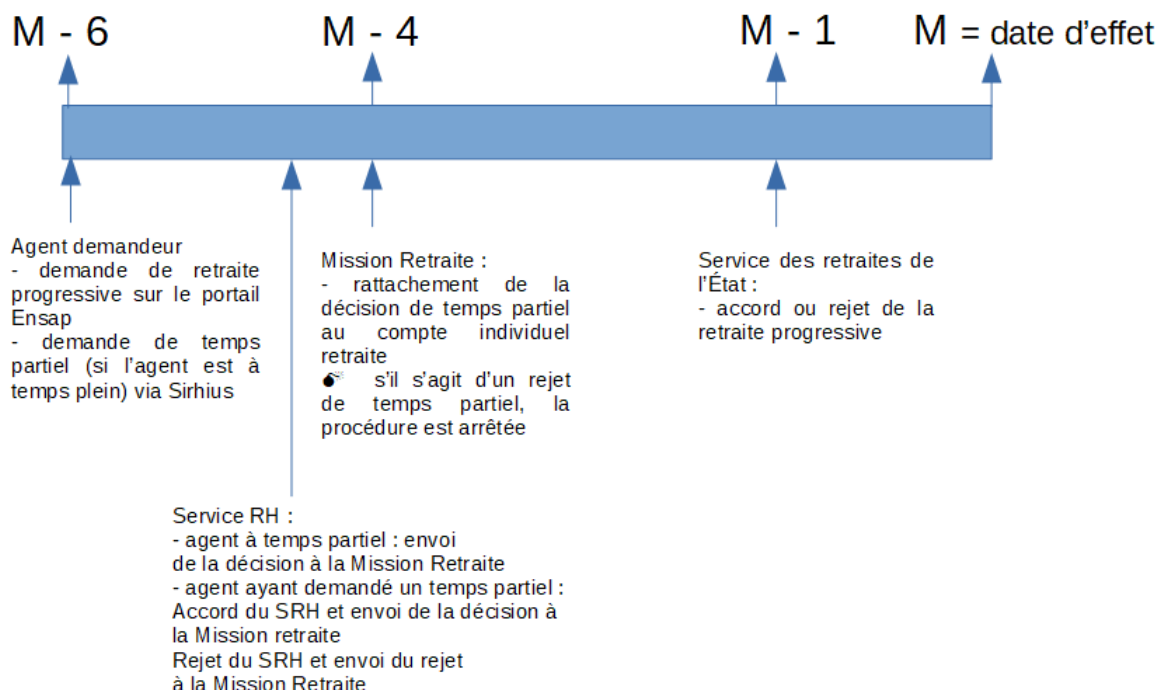 M - 6
M - 4
M - 1
M = date d'effet
Agent demandeur
- demande de retraite
progressive sur le portail
Ensap
- demande de temps
partiel (si l'agent est à
temps plein) via Sirhius
Mission Retraite :
- rattachement de la
décision de temps partiel
au compte individuel
retraite
💣 s'il s'agit d'un rejet
de temps partiel, la
procédure est arrêtée
Service des retraites de
l'État :
- accord ou rejet de la
retraite progressive
Service RH :
- agent à temps partiel : envoi
de la décision à la Mission Retraite
- agent ayant demandé un temps partiel :
Accord du SRH et envoi de la décision à
la Mission retraite
Rejet du SRH et envoi du rejet
à la Mission Retraite